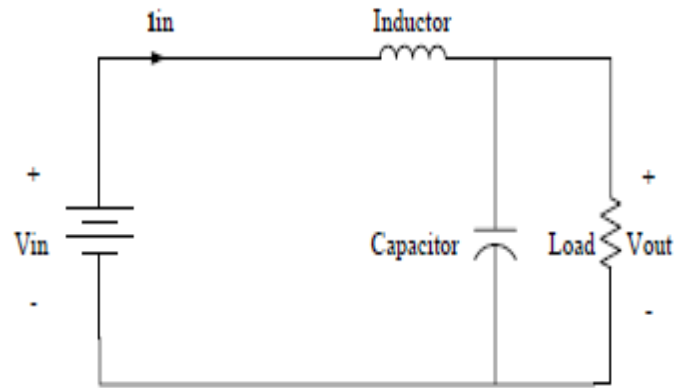 Iin
Inductor
+
+
Vin
Capacitor
Load
Vout
-
-